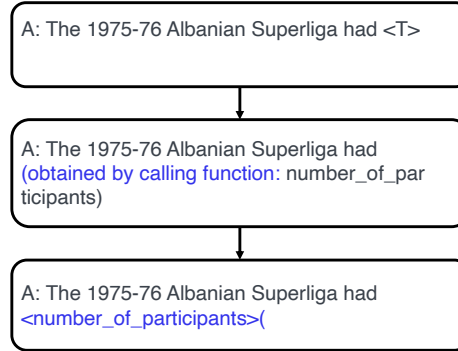 A: The 1975-76 Albanian Superliga had <T>
A: The 1975-76 Albanian Superliga had
(obtained by calling function: number_of_par
ticipants)
A: The 1975-76 Albanian Superliga had
<number_of_participants>(